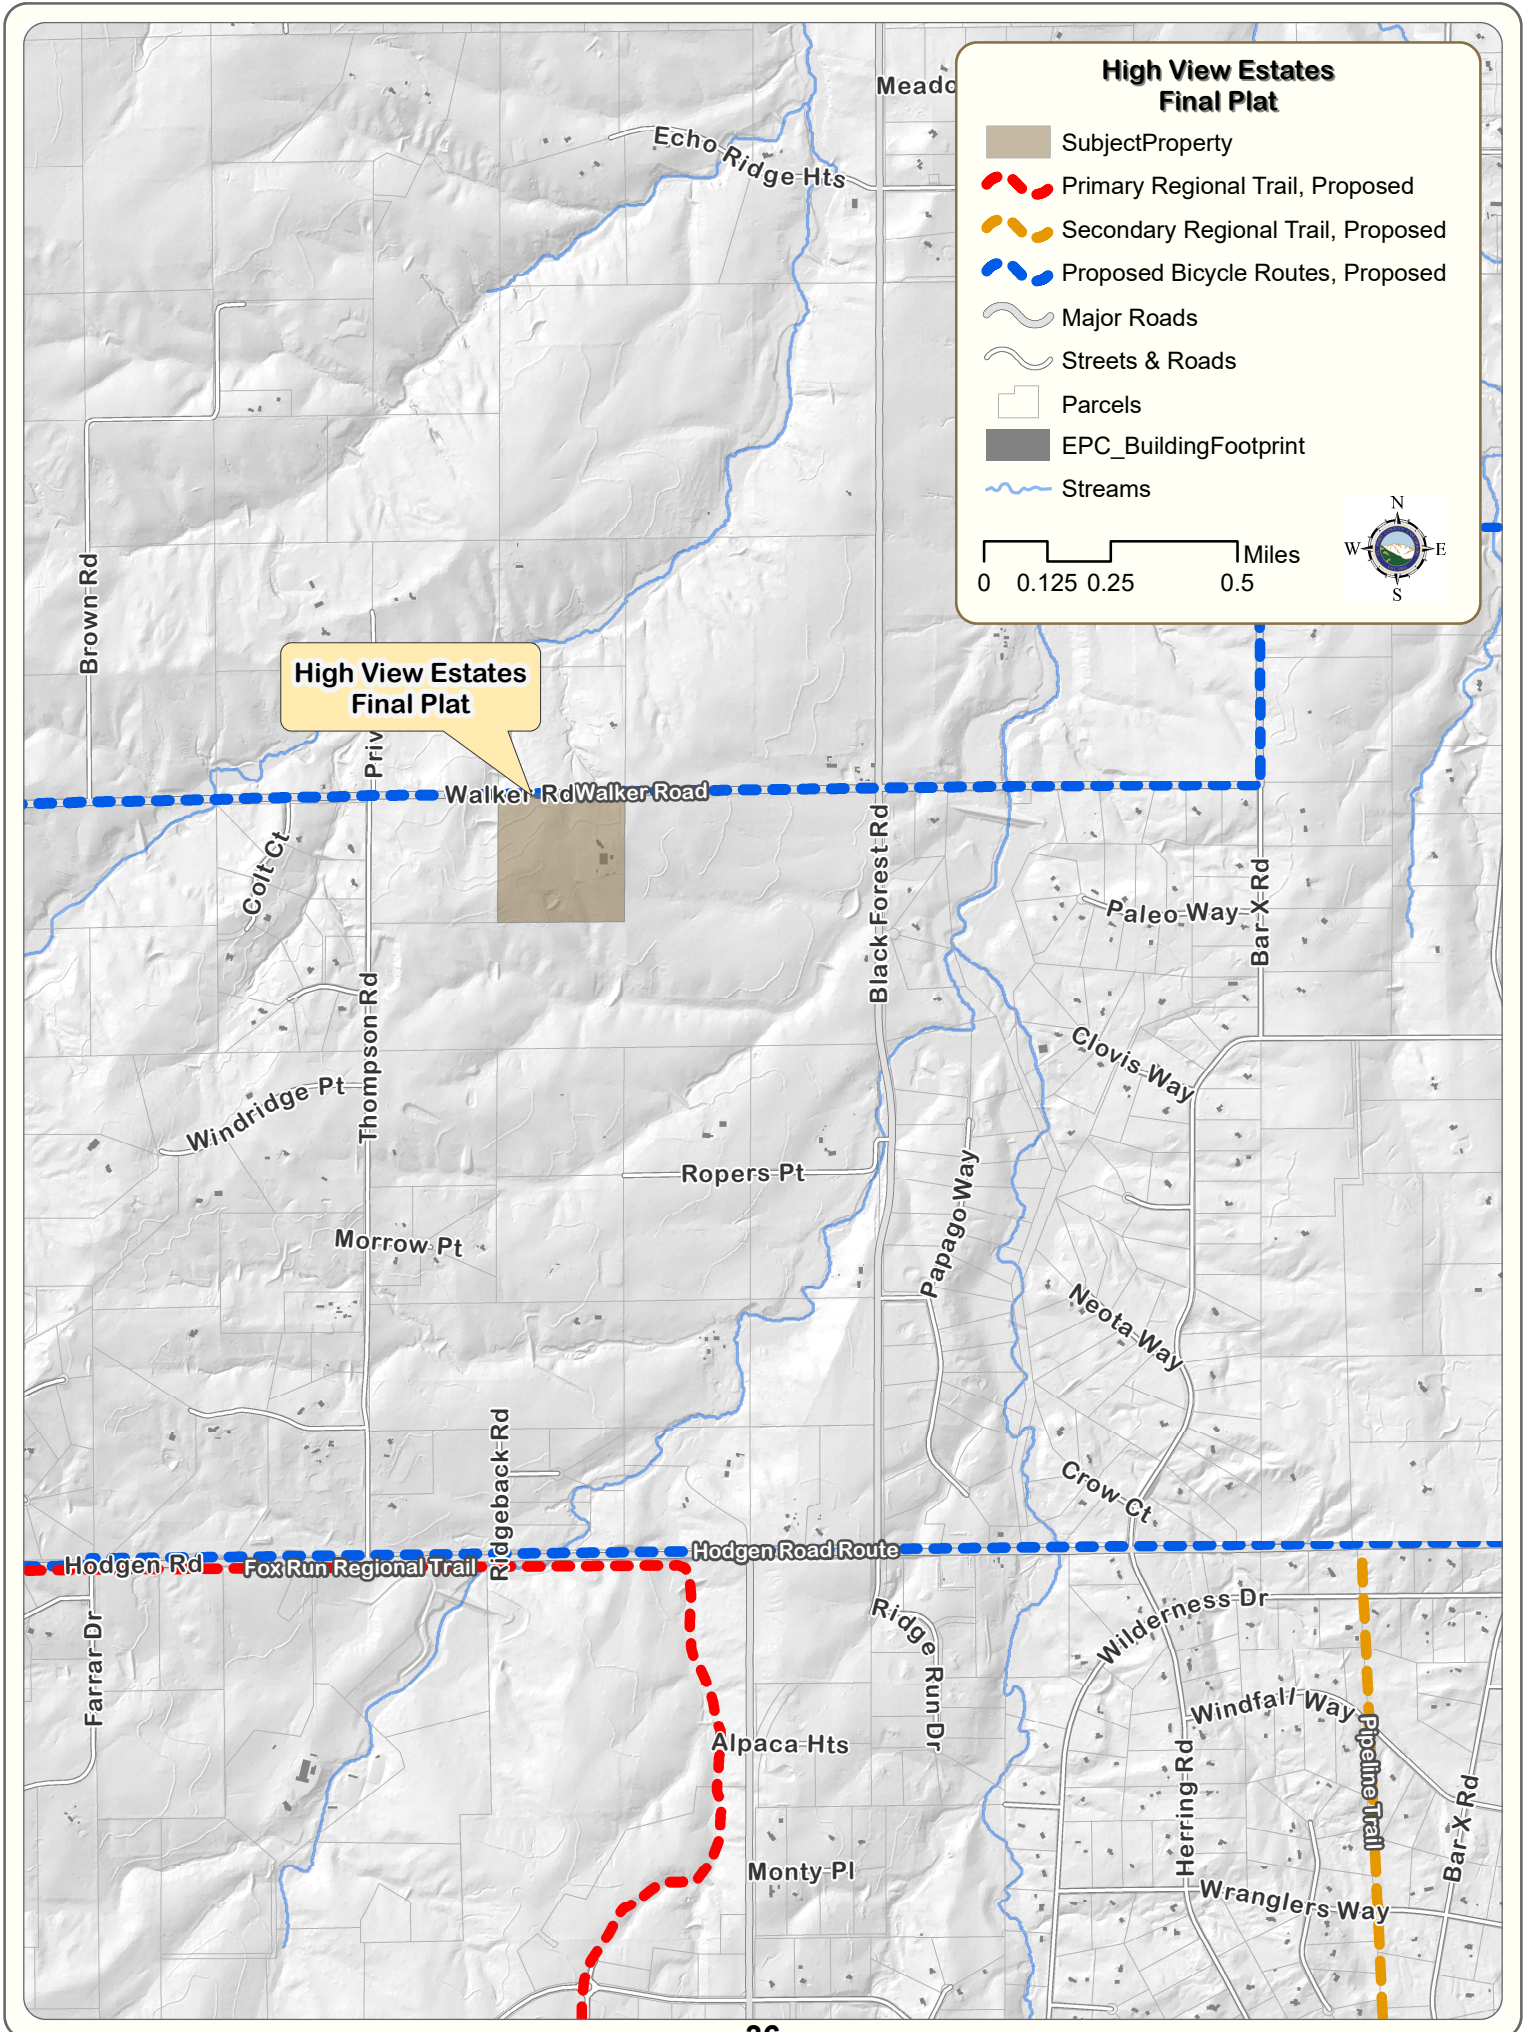 Meado
High View Estates
Final Plat
SubjectProperty
Primary Regional Trail, Proposed
Secondary Regional Trail, Proposed
Proposed Bicycle Routes, Proposed
Major Roads
Streets & Roads
Parcels
EPC_BuildingFootprint
Streams
N
W
E
S
Miles
0
0.125
0.25
0.5
Echo Ridge Hts
Brown Rd
High View Estates
Final Plat
Priv
Walker Rd
Walker Road
Colt Ct
Black Forest Rd
Paleo Way
Bar X Rd
Thompson Rd
Clovis Way
Windridge Pt
Ropers Pt
Papago Way
Morrow Pt
Neota Way
Ridgeback Rd
Crow Ct
Hodgen Road Route
Hodgen Rd
Fox Run Regional Trail
Farrar Dr
Ridge Run Dr
Wilderness Dr
Windfall Way
Alpaca Hts
Herring Rd
Pipeline Trail
Bar X Rd
Monty Pl
Wranglers Way